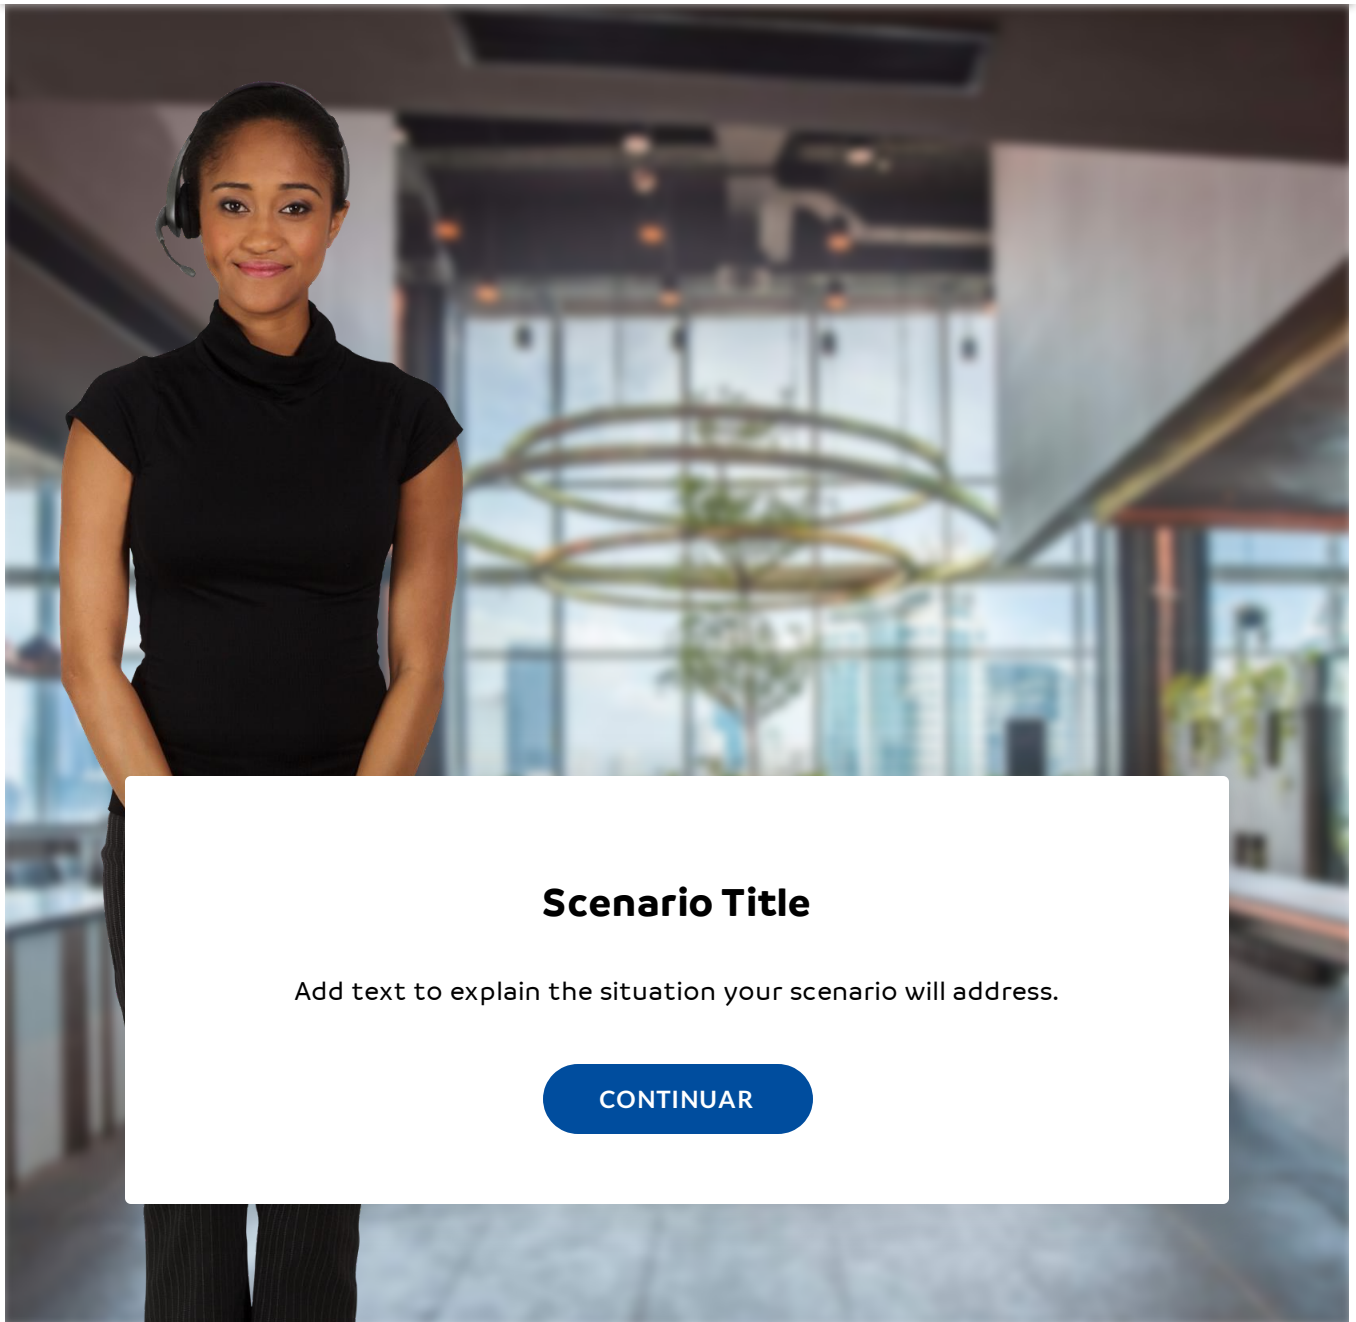 Scenario Title
Add text to explain the situation your scenario will address.
CONTINUAR